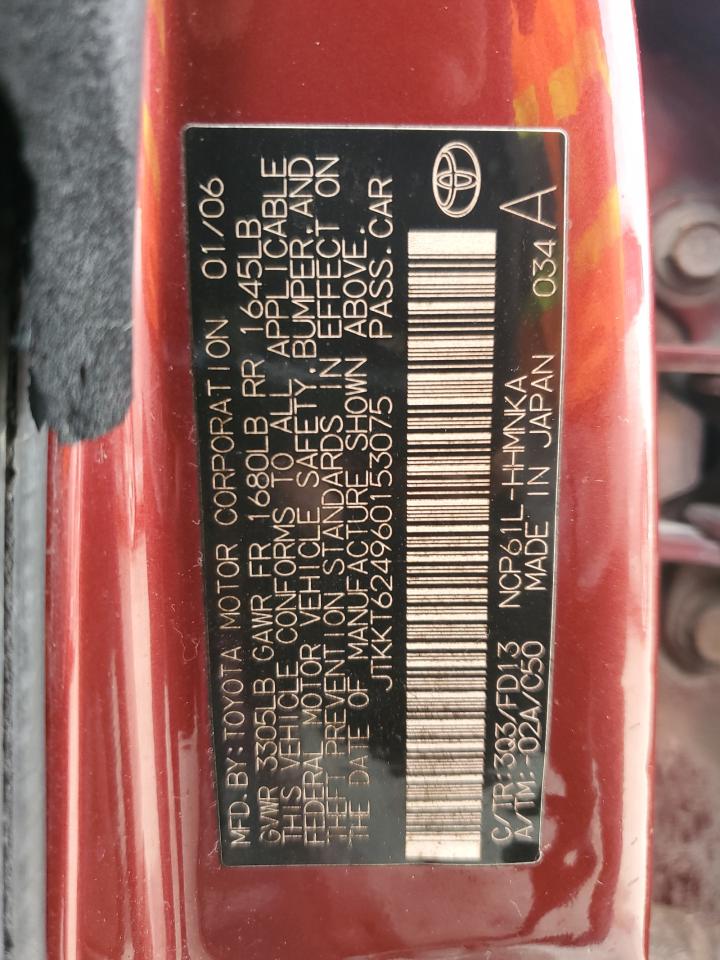 MFD. BY: TOYOTA MOTOR CORPORATION 01/06
GVWR 3305LB GAWR FR 1680LB RR 1645LB
THIS VEHICLE CONFORMS TO ALL APPLICABLE
FEDERAL MOTOR VEHICLE SAFETY, BUMPER, AND
THEFT PREVENTION STANDARDS IN EFFECT ON
THE DATE OF MANUFACTURE SHOWN ABOVE.
JTKKT624960153075 PASS. CAR
C/TR: 3Q3/FD13 NCP61L-HHMNKA 034 A
A/TM: -02A/C50 MADE IN JAPAN